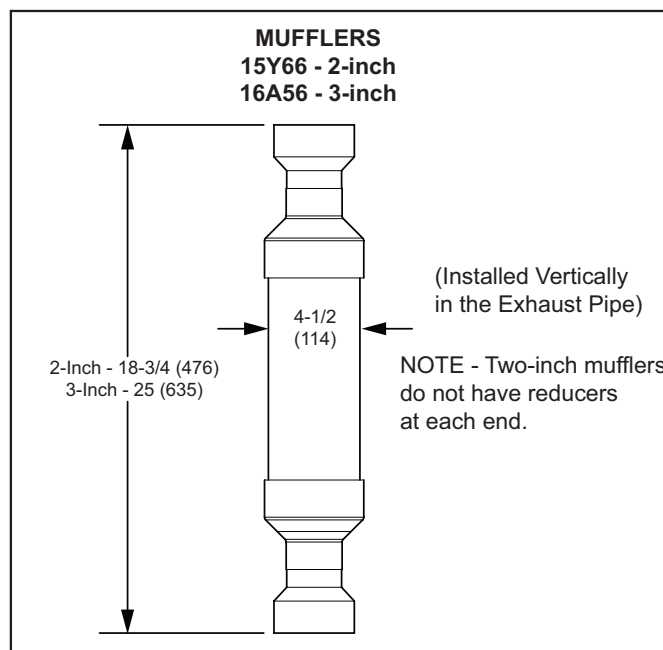 MUFFLERS
15Y66 - 2-inch
16A56 - 3-inch
(Installed Vertically
in the Exhaust Pipe)
4-1/2
(114)
2-Inch - 18-3/4 (476)
3-Inch - 25 (635)
NOTE - Two-inch mufflers
do not have reducers
at each end.